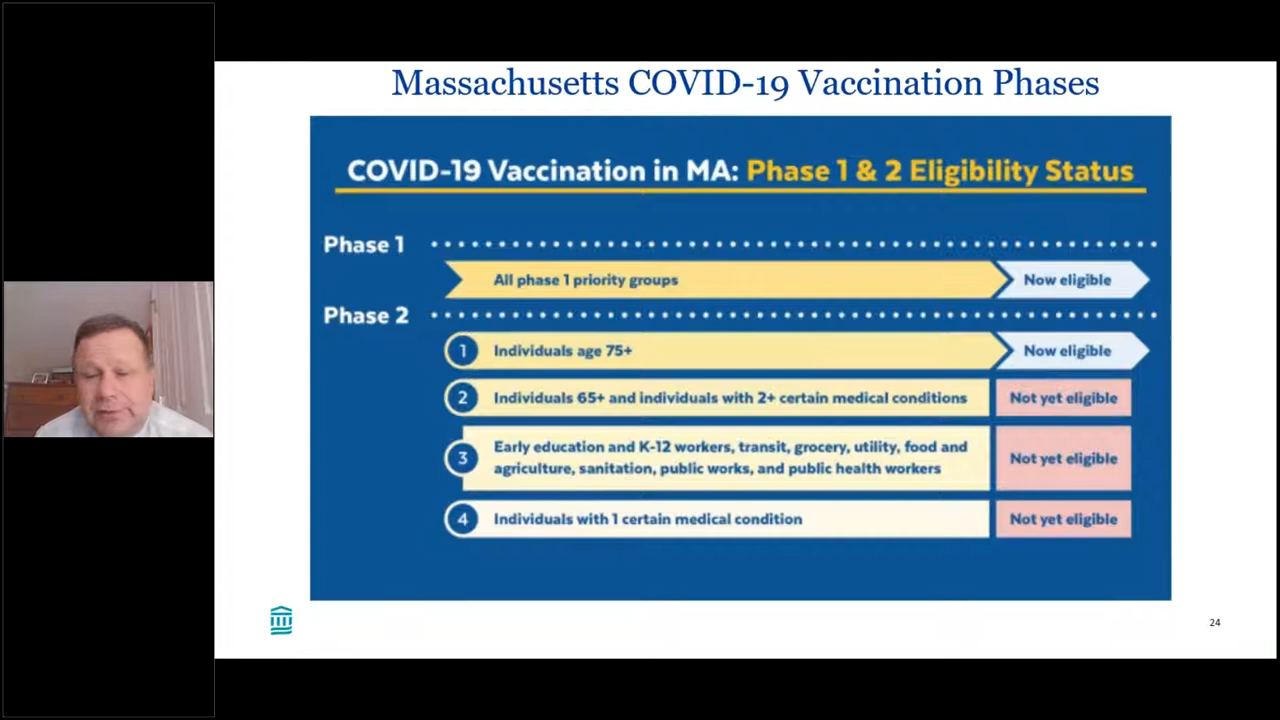 Massachusetts COVID-19 Vaccination Phases
COVID-19 Vaccination in MA: Phase 1 & 2 Eligibility Status
Phase 1
All phase 1 priority groups
Now eligible
Phase 2
1
Individuals age 75+
Now eligible
2
Individuals 65+ and individuals with 2+ certain medical conditions
Not yet eligible
3
Early education and K-12 workers, transit, grocery, utility, food and
agriculture, sanitation, public works, and public health workers
Not yet eligible
4
Individuals with 1 certain medical condition
Not yet eligible
24